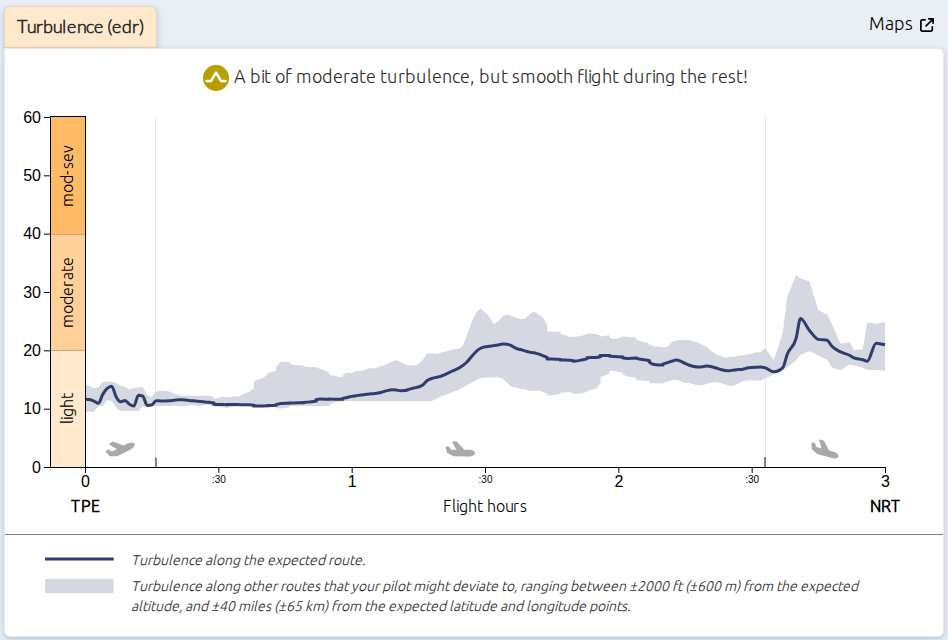 Turbulence (edr)
Maps
A bit of moderate turbulence, but smooth flight during the rest!
60
50
40
30
20
10
0
mod-sev
moderate
light
0 :30 1 :30 2 :30 3
TPE Flight hours NRT
Turbulence along the expected route.
Turbulence along other routes that your pilot might deviate to, ranging between ±2000 ft (±600 m) from the expected
altitude, and ±40 miles (±65 km) from the expected latitude and longitude points.